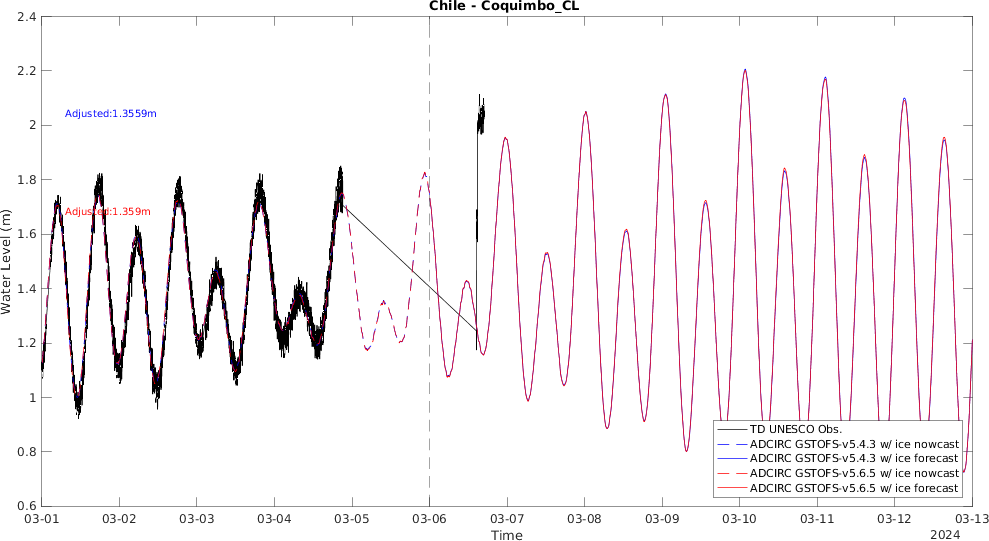 Chile - Coquimbo_CL
2.4
2.2
2
1.8
1.6
1.4
1.2
1
0.8
0.6
Water Level (m)
Adjusted:1.3559m
Adjusted:1.359m
TD UNESCO Obs.
ADCIRC GSTOFS-v5.4.3 w/ ice nowcast
ADCIRC GSTOFS-v5.4.3 w/ ice forecast
ADCIRC GSTOFS-v5.6.5 w/ ice nowcast
ADCIRC GSTOFS-v5.6.5 w/ ice forecast
03-01 03-02 03-03 03-04 03-05 03-06 03-07 03-08 03-09 03-10 03-11 03-12 03-13
Time
2024